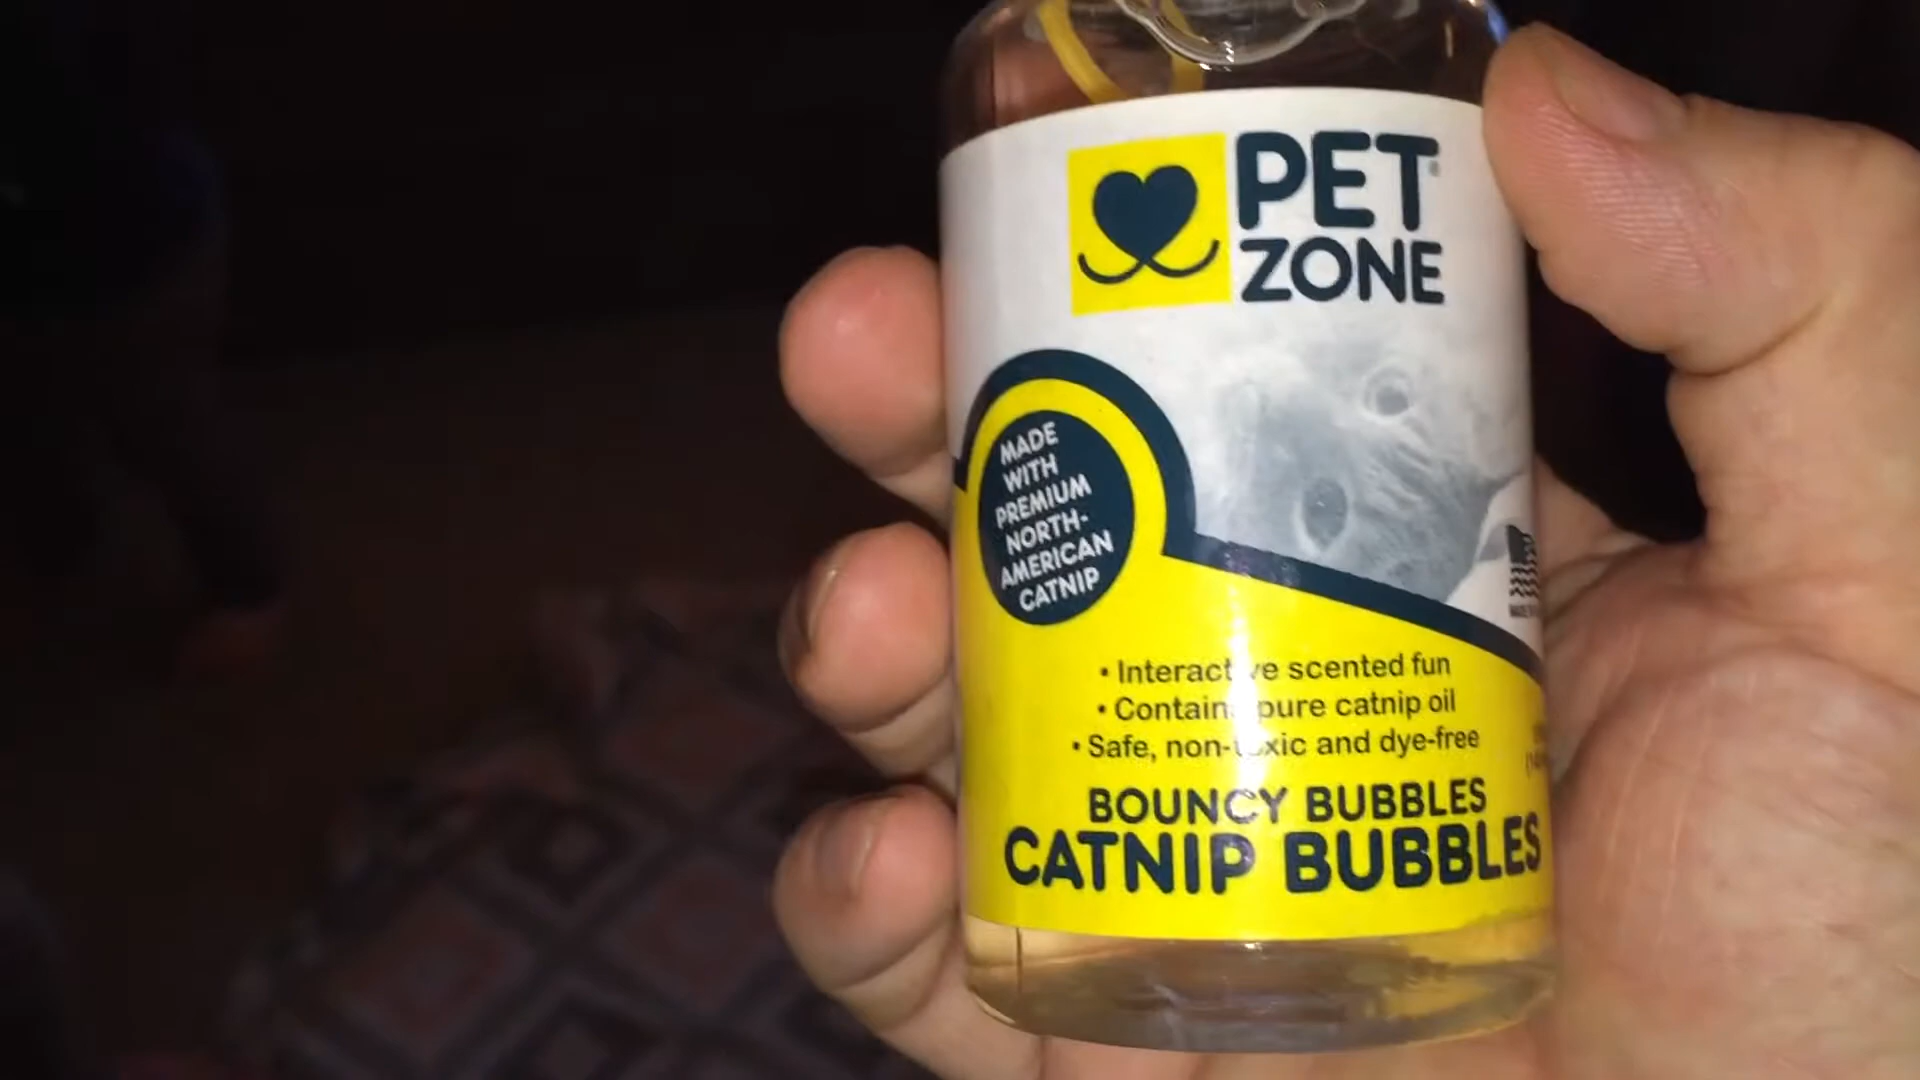 PET
ZONE
MADE
WITH
PREMIUM
NORTH-
AMERICAN
CATNIP
• Interactive scented fun
• Contains pure catnip oil
• Safe, non-toxic and dye-free
BOUNCY BUBBLES
CATNIP BUBBLES